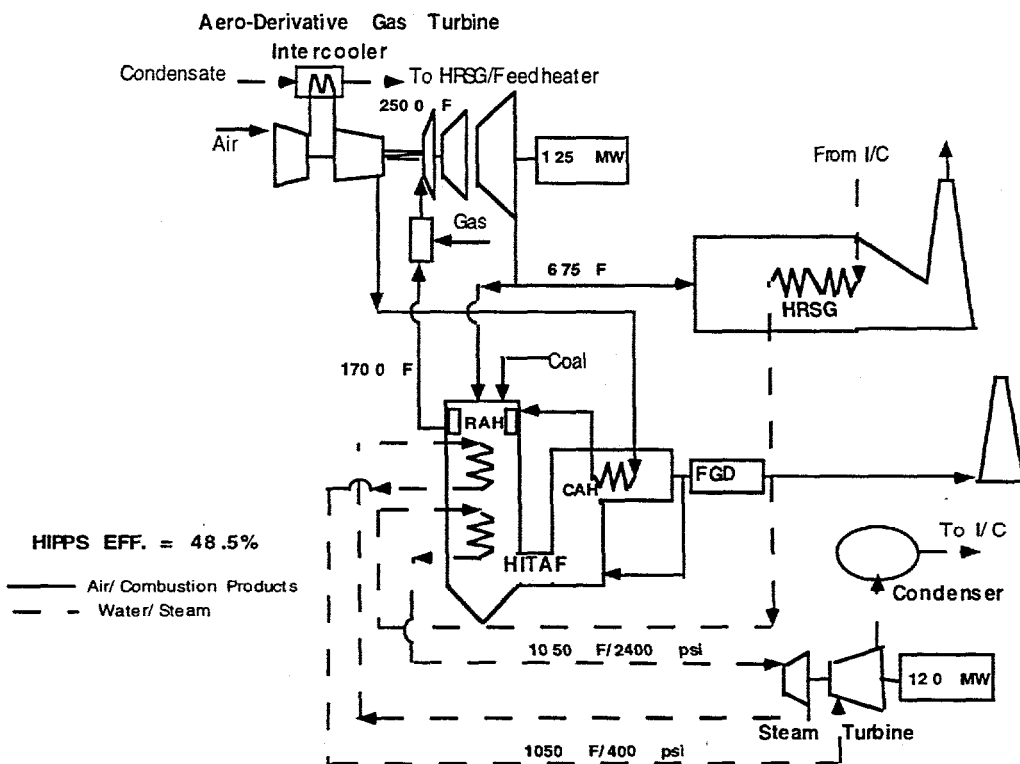 Aero-Derivative Gas Turbine
Intercooler
Condensate
To HRSG/Feedheater
2500 F
Air
125 MW
From I/C
Gas
675 F
HRSG
1700 F
Coal
RAH
CAH
FGD
HITAF
To I/C
HIPPS EFF. = 48.5%
Air/ Combustion Products
Water/ Steam
Condenser
1050 F/2400 psi
120 MW
Steam Turbine
1050 F/400 psi